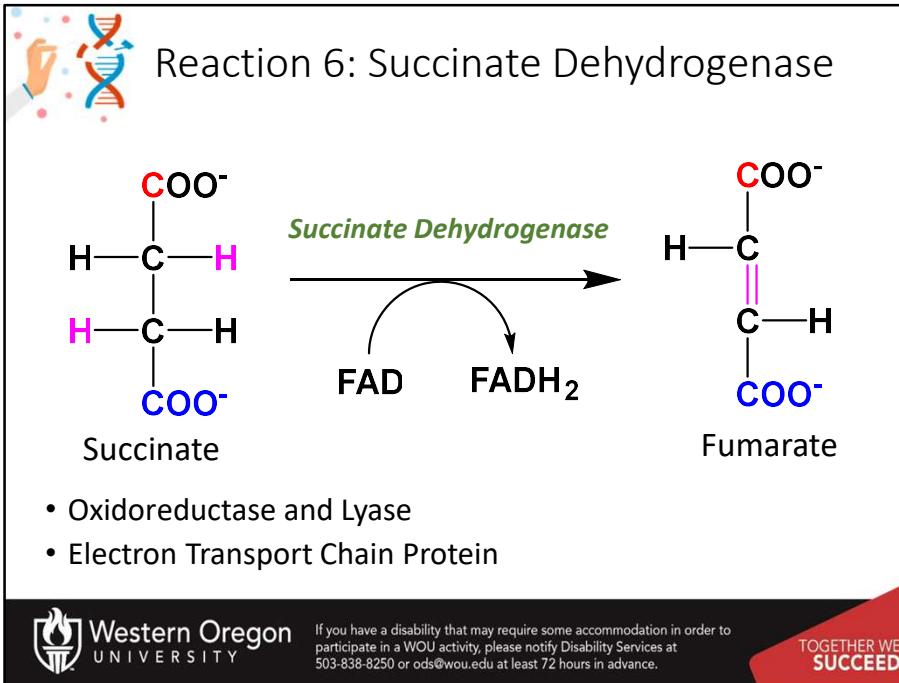 Reaction 6: Succinate Dehydrogenase
COO⁻
H C H
H C H
COO⁻
Succinate
Succinate Dehydrogenase
FAD FADH₂
COO⁻
H C
C H
COO⁻
Fumarate
• Oxidoreductase and Lyase
• Electron Transport Chain Protein
Western Oregon
UNIVERSITY
If you have a disability that may require some accommodation in order to
participate in a WOU activity, please notify Disability Services at
503-838-8250 or ods@wou.edu at least 72 hours in advance.
TOGETHER WE
SUCCEED